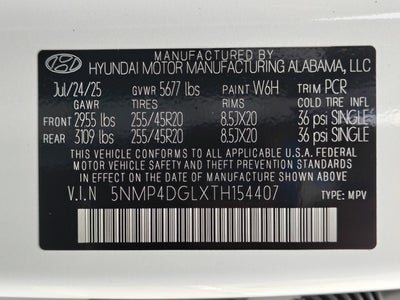 MANUFACTURED BY
HYUNDAI MOTOR MANUFACTURING ALABAMA, LLC
Jul/24/25 GVWR 5677 lbs PAINT W6H TRIM PCR
GAWR TIRES RIMS COLD TIRE INFL
FRONT 2955 lbs 255/45R20 8.5JX20 36 psi SINGLE
REAR 3109 lbs 255/45R20 8.5JX20 36 psi SINGLE
THIS VEHICLE CONFORMS TO ALL APPLICABLE U.S.A. FEDERAL
MOTOR VEHICLE SAFETY, BUMPER, AND THEFT PREVENTION
STANDARDS IN EFFECT ON THE DATE OF MANUFACTURE SHOWN ABOVE.
V.I.N 5NMP4DGLXTH154407 TYPE: MPV